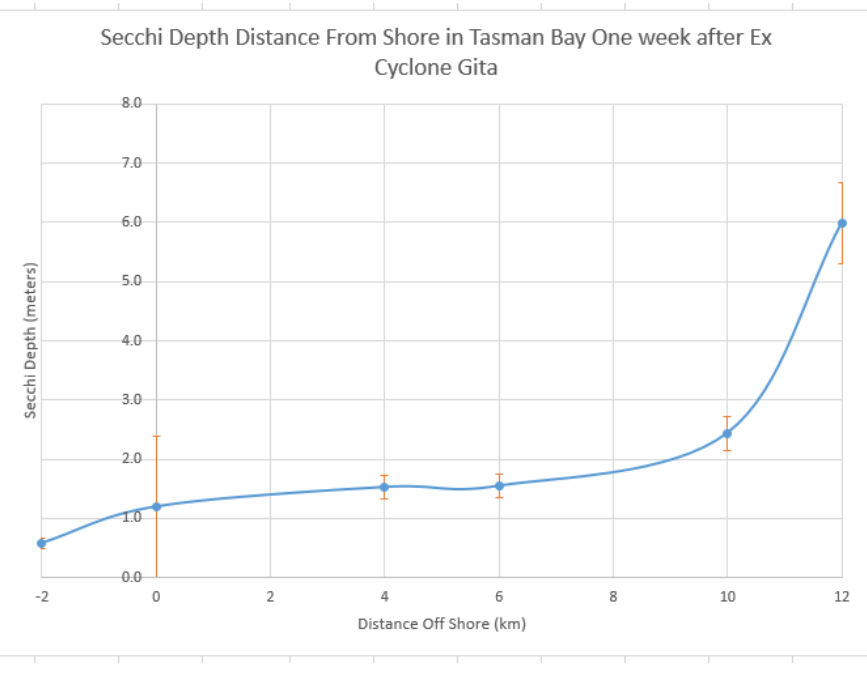 Secchi Depth Distance From Shore in Tasman Bay One week after Ex
Cyclone Gita
8.0
7.0
6.0
5.0
4.0
3.0
2.0
1.0
0.0
Secchi Depth (meters)
-2 0 2 4 6 8 10 12
Distance Off Shore (km)